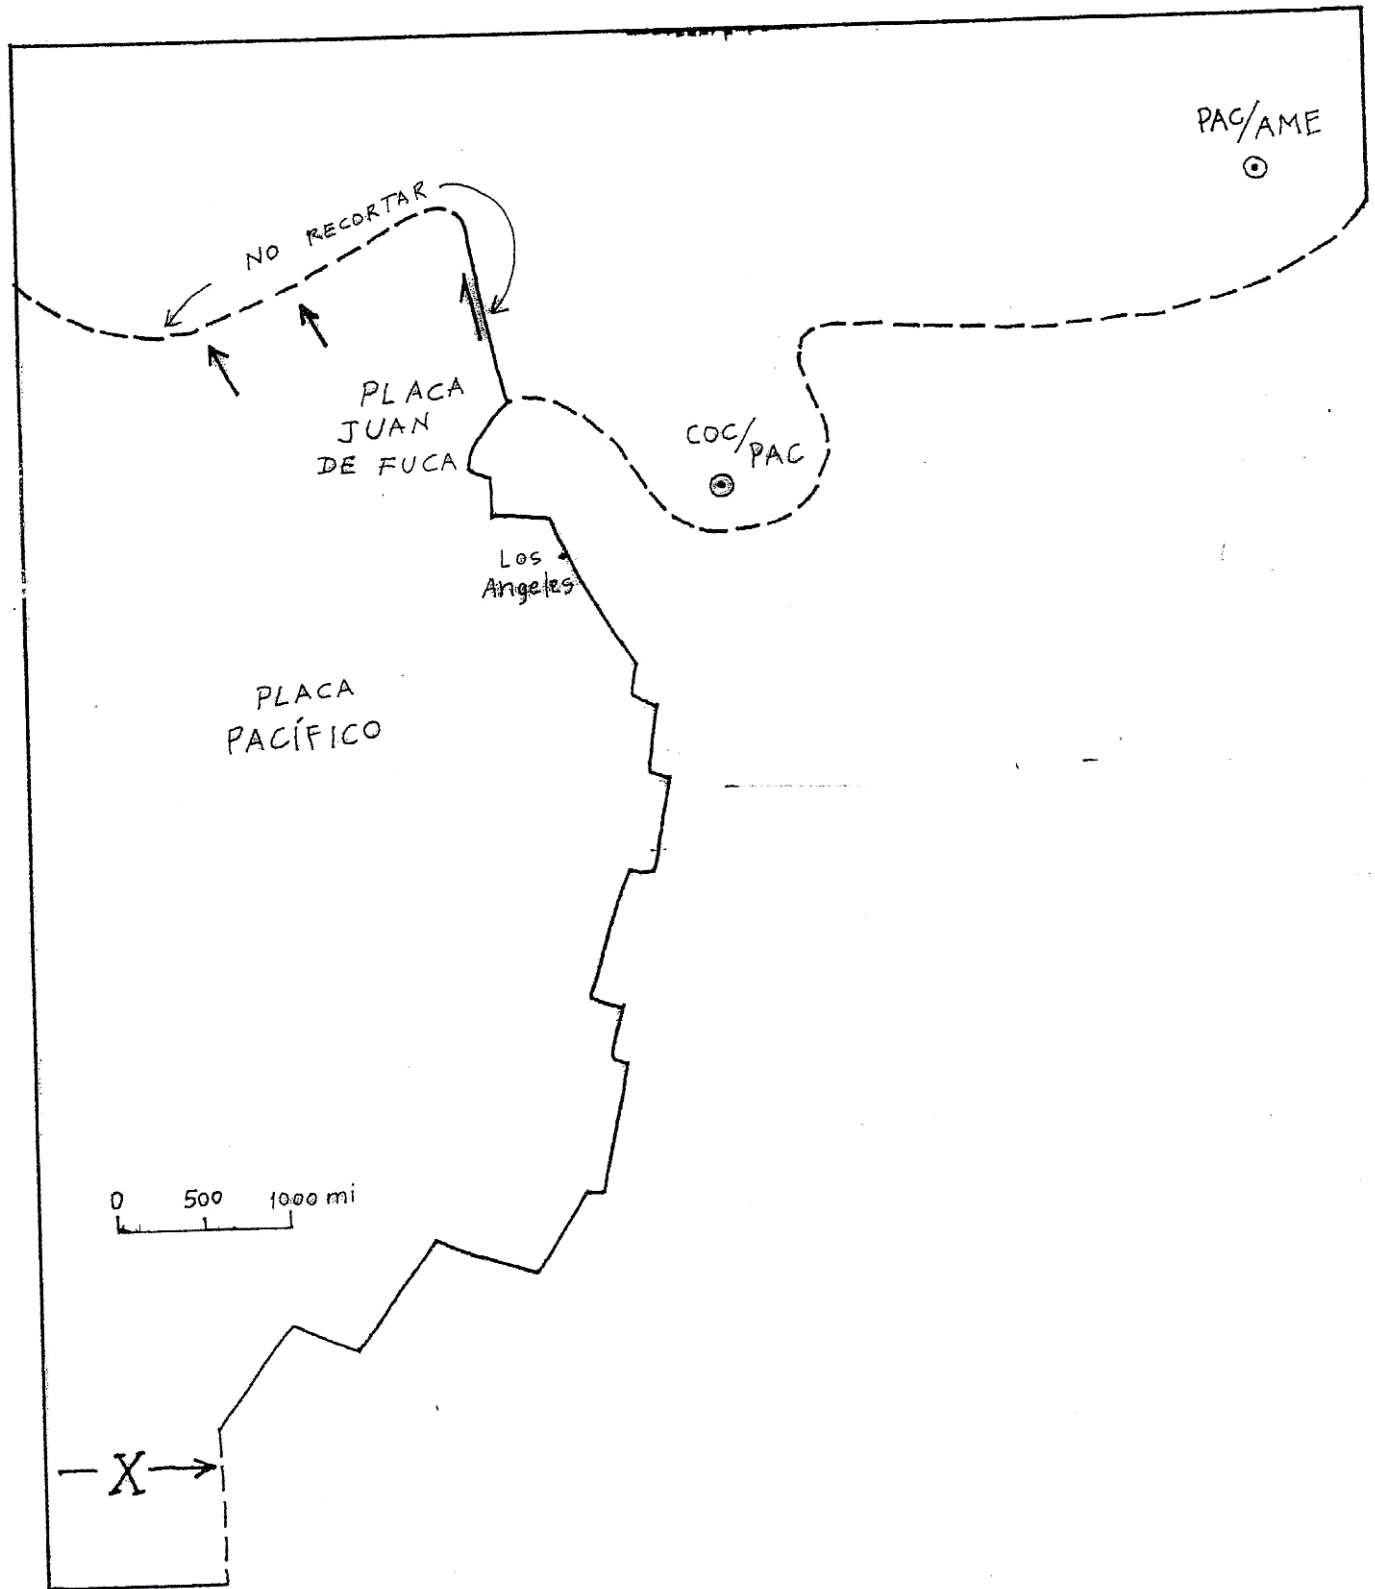 PAC/AME
NO RECORTAR
PLACA
JUAN
DE FUCA
COC/PAC
Los
Angeles
PLACA
PACÍFICO
0 500 1000 mi
X